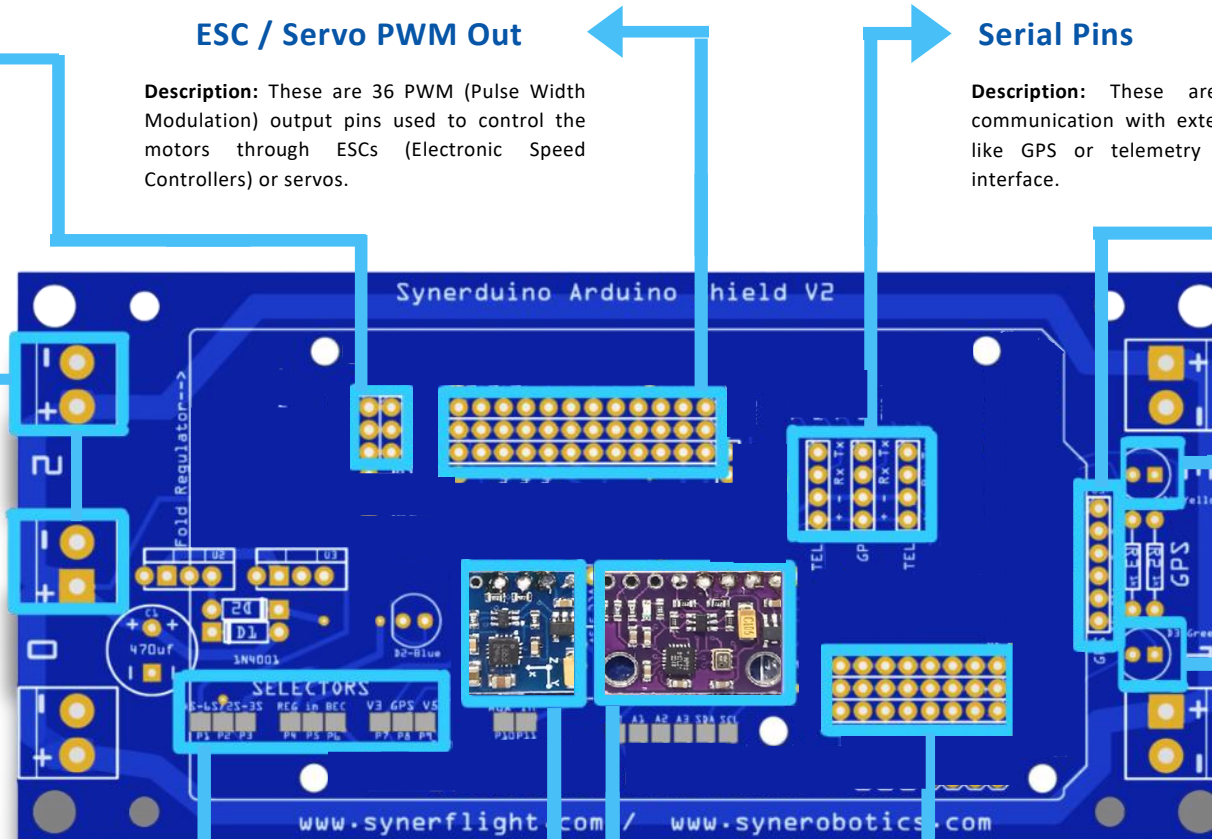 ESC / Servo PWM Out
Description: These are 36 PWM (Pulse Width
Modulation) output pins used to control the
motors through ESCs (Electronic Speed
Controllers) or servos.
Serial Pins
Description: These are
communication with exte
like GPS or telemetry
interface.
Synerduino Arduino hield V2
Fold Regulator-->
- +
2
- +
0
- +
+ -
+ -
U2
U3
C1
+ +
470uf
D1
1N4001
D2-Blue
SELECTORS
REG in BEC
V3 GPS V5
P1 P2 P3
P4 P5 P6
P7 P8 P9
P10 P11
A1 A2 A3 SDA SCL
+ - Rx Tx
+ - Rx Tx
TEL
GP
TEL
GPS
www.synerflight.com / www.synerobotics.com